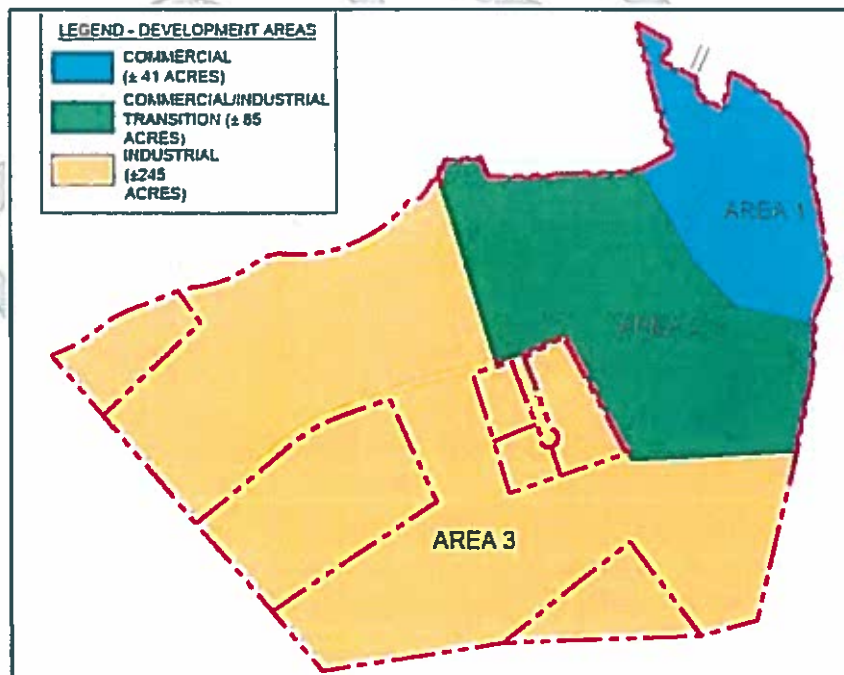 LEGEND - DEVELOPMENT AREAS
COMMERCIAL
(± 41 ACRES)
COMMERCIAL/INDUSTRIAL
TRANSITION (± 85
ACRES)
INDUSTRIAL
(±245
ACRES)
AREA 1
AREA 2
AREA 3